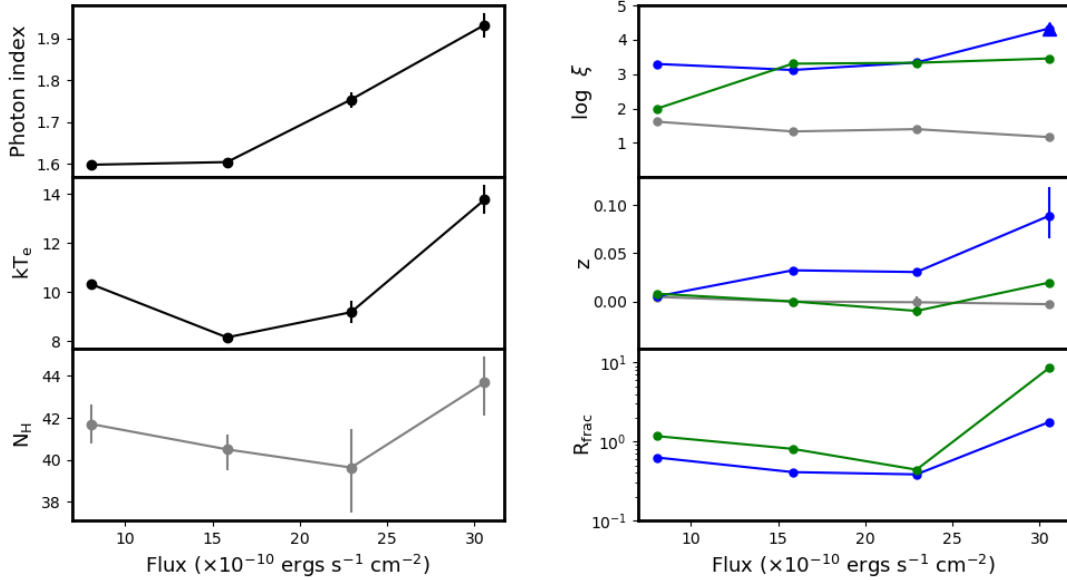 Photon index
1.9
1.8
1.7
1.6
kTₑ
14
12
10
8
N_H
44
42
40
38
10 15 20 25 30
Flux (×10⁻¹⁰ ergs s⁻¹ cm⁻²)
log ξ
5
4
3
2
1
z
0.10
0.05
0.00
R_frac
10¹
10⁰
10⁻¹
10 15 20 25 30
Flux (×10⁻¹⁰ ergs s⁻¹ cm⁻²)